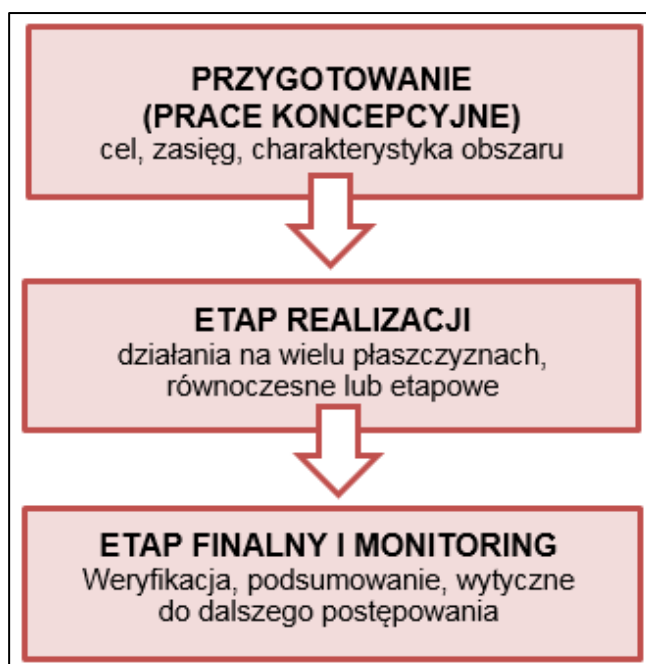 PRZYGOTOWANIE
(PRACE KONCEPCYJNE)
cel, zasięg, charakterystyka obszaru
ETAP REALIZACJI
działania na wielu płaszczyznach,
równoczesne lub etapowe
ETAP FINALNY I MONITORING
Weryfikacja, podsumowanie, wytyczne
do dalszego postępowania